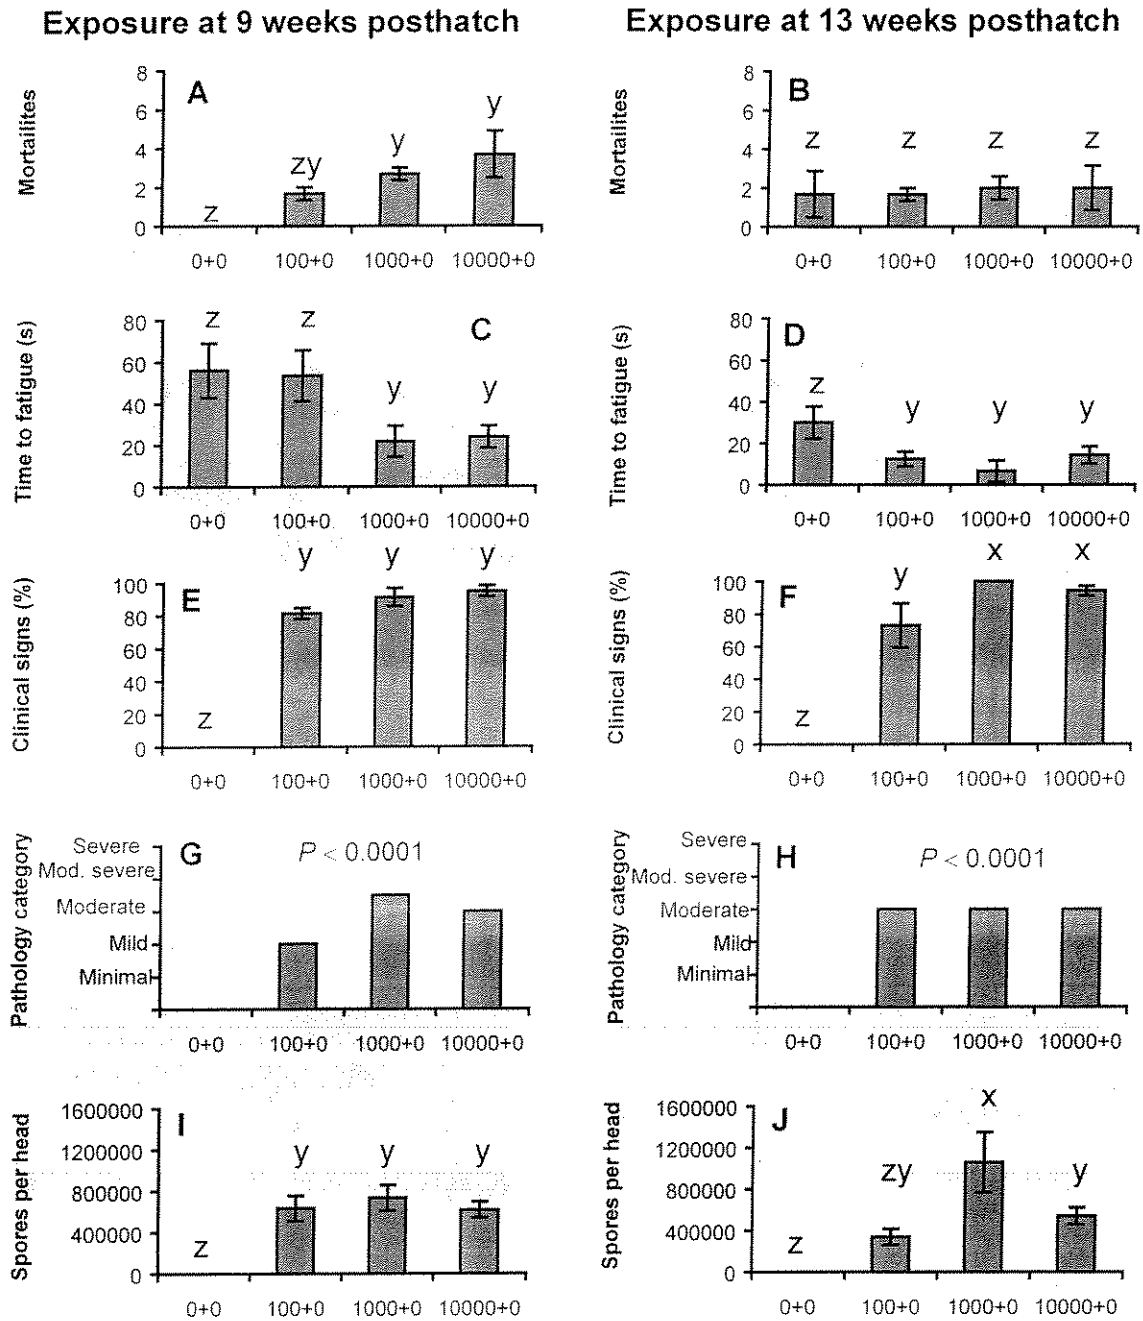 Exposure at 9 weeks posthatch
Exposure at 13 weeks posthatch
Mortailites
8
6
4
2
0
A
z
zy
y
y
0+0 100+0 1000+0 10000+0
Mortailites
8
6
4
2
0
B
z
z
z
z
0+0 100+0 1000+0 10000+0
Time to fatigue (s)
80
60
40
20
0
C
z
z
y
y
0+0 100+0 1000+0 10000+0
Time to fatigue (s)
80
60
40
20
0
D
z
y
y
y
0+0 100+0 1000+0 10000+0
Clinical signs (%)
100
80
60
40
20
0
E
z
y
y
y
0+0 100+0 1000+0 10000+0
Clinical signs (%)
100
80
60
40
20
0
F
z
y
x
x
0+0 100+0 1000+0 10000+0
Pathology category
Severe
Mod. severe
Moderate
Mild
Minimal
G
P < 0.0001
0+0 100+0 1000+0 10000+0
Pathology category
Severe
Mod. severe
Moderate
Mild
Minimal
H
P < 0.0001
0+0 100+0 1000+0 10000+0
Spores per head
1600000
1200000
800000
400000
0
I
z
y
y
y
0+0 100+0 1000+0 10000+0
Spores per head
1600000
1200000
800000
400000
0
J
z
zy
x
y
0+0 100+0 1000+0 10000+0